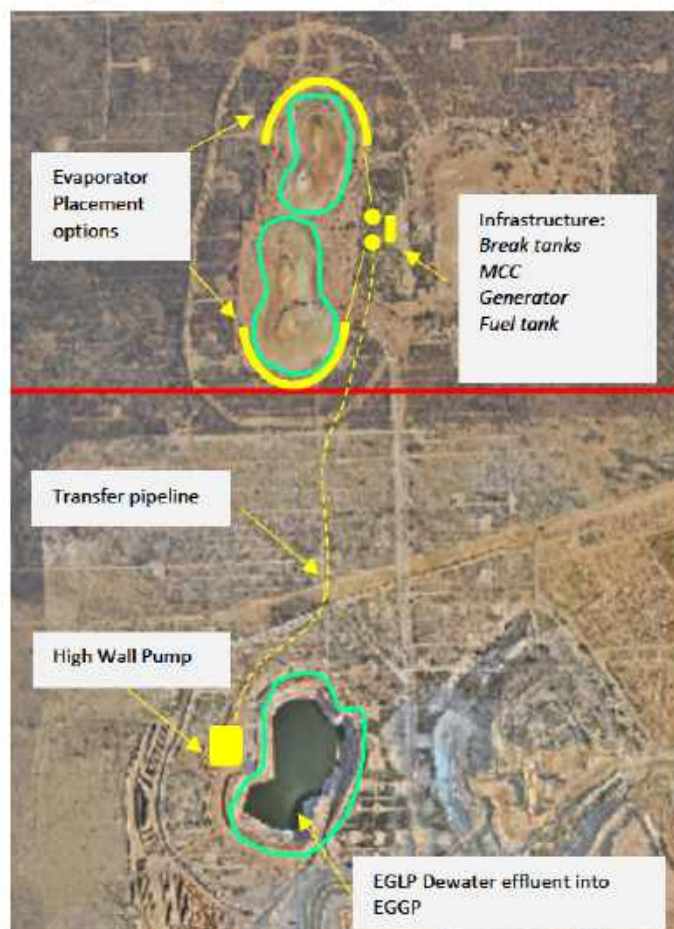 Evaporator
Placement
options
Infrastructure:
Break tanks
MCC
Generator
Fuel tank
Transfer pipeline
High Wall Pump
EGLP Dewater effluent into
EGGP